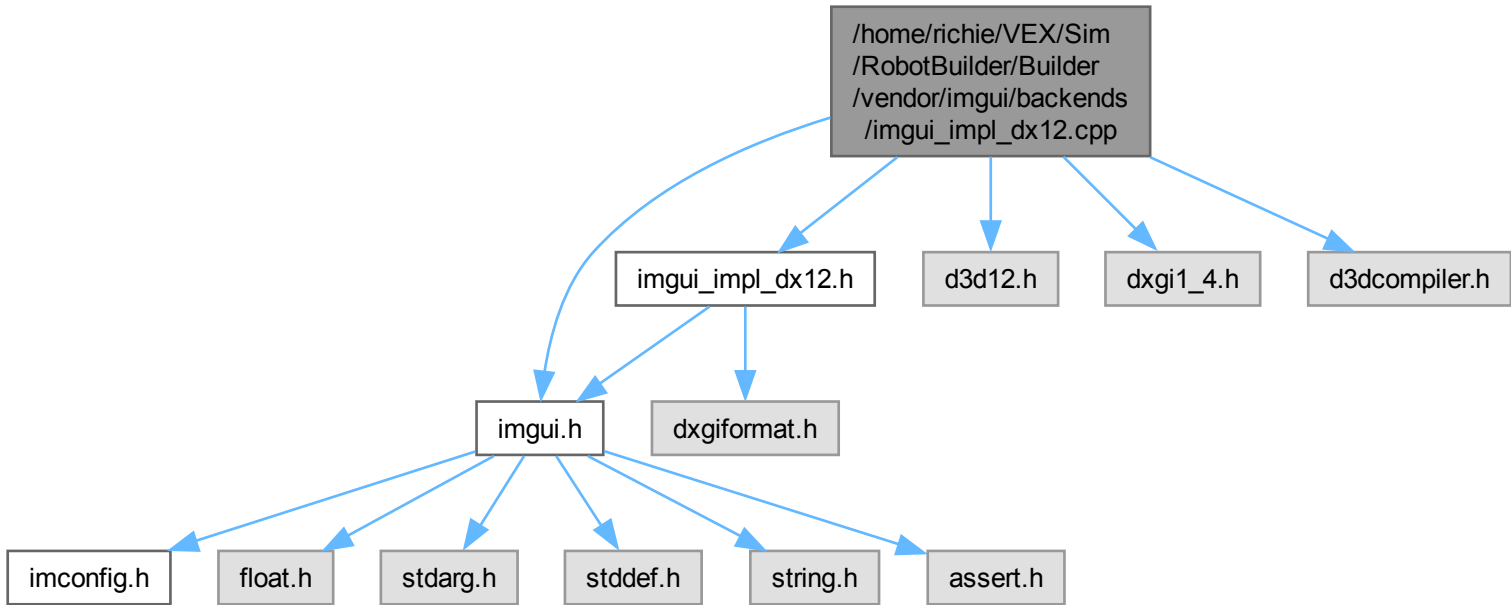 /home/richie/VEX/Sim
/RobotBuilder/Builder
/vendor/imgui/backends
/imgui_impl_dx12.cpp
imgui_impl_dx12.h
d3d12.h
dxgi1_4.h
d3dcompiler.h
imgui.h
dxgiformat.h
imconfig.h
float.h
stdarg.h
stddef.h
string.h
assert.h